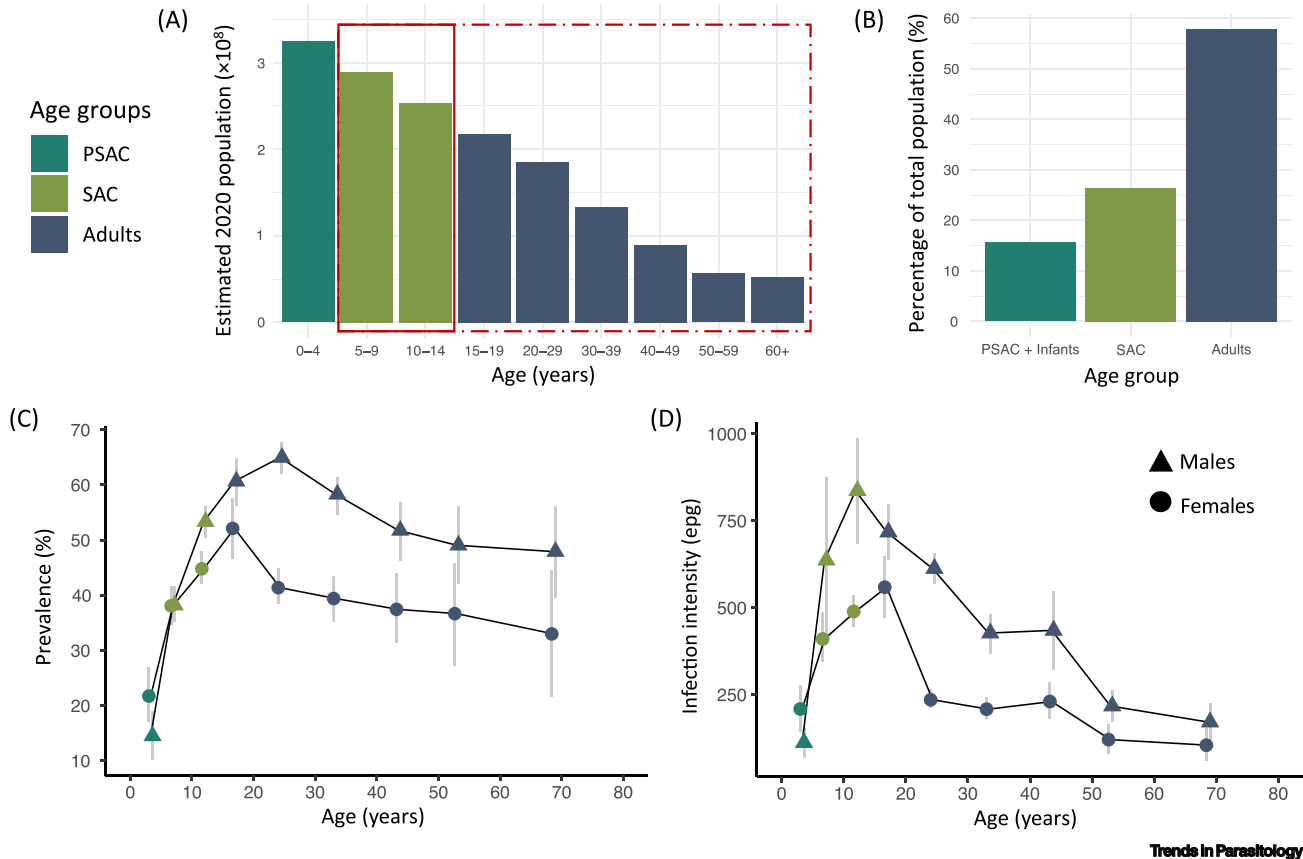 (A)
Estimated 2020 population (×10⁸)
3
2
1
0
0–4 5–9 10–14 15–19 20–29 30–39 40–49 50–59 60+
Age (years)
Age groups
PSAC
SAC
Adults
(B)
Percentage of total population (%)
60
50
40
30
20
10
0
PSAC + Infants SAC Adults
Age group
(C)
Prevalence (%)
70
60
50
40
30
20
10
0 10 20 30 40 50 60 70 80
Age (years)
(D)
Infection intensity (epg)
1000
750
500
250
0 10 20 30 40 50 60 70 80
Age (years)
Males
Females
Trends in Parasitology